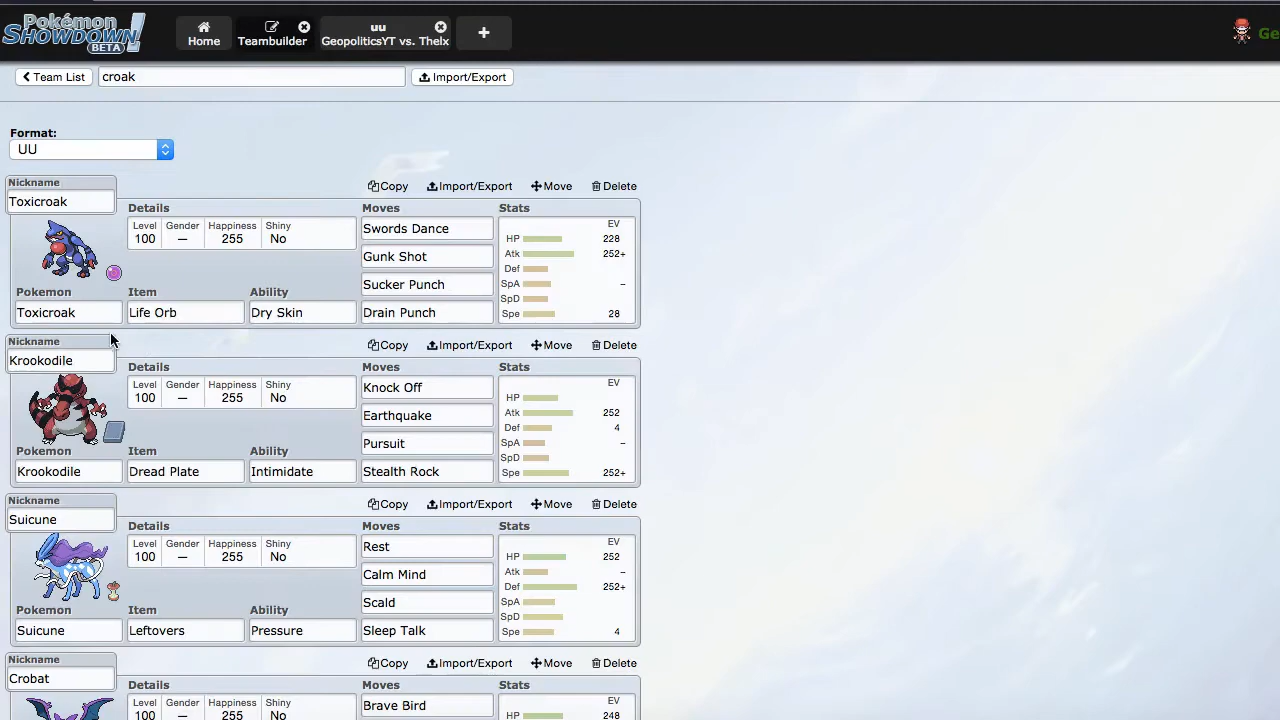 Pokémon
Showdown!
BETA
Home
Teambuilder
uu
GeopoliticsYT vs. Thelx
Ge
Team List
croak
Import/Export
Format:
UU
Nickname
Toxicroak
Copy Import/Export Move Delete
Details
Moves
Stats
Level Gender Happiness Shiny
100 — 255 No
Swords Dance
Gunk Shot
Sucker Punch
Drain Punch
EV
HP 228
Atk 252+
Def
SpA –
SpD
Spe 28
Pokemon Item Ability
Toxicroak Life Orb Dry Skin
Nickname
Krookodile
Copy Import/Export Move Delete
Details
Moves
Stats
Level Gender Happiness Shiny
100 — 255 No
Knock Off
Earthquake
Pursuit
Stealth Rock
EV
HP
Atk 252
Def 4
SpA –
SpD
Spe 252+
Pokemon Item Ability
Krookodile Dread Plate Intimidate
Nickname
Suicune
Copy Import/Export Move Delete
Details
Moves
Stats
Level Gender Happiness Shiny
100 — 255 No
Rest
Calm Mind
Scald
Sleep Talk
EV
HP 252
Atk –
Def 252+
SpA
SpD
Spe 4
Pokemon Item Ability
Suicune Leftovers Pressure
Nickname
Crobat
Copy Import/Export Move Delete
Details
Moves
Stats
Level Gender Happiness Shiny
100 — 255 No
Brave Bird
EV
HP 248